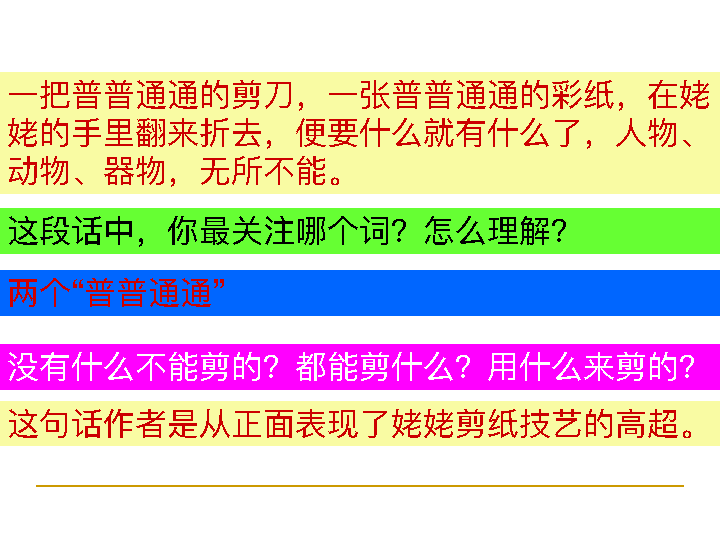 一把普普通通的剪刀，一张普普通通的彩纸，在姥
姥的手里翻来折去，便要什么就有什么了，人物、
动物、器物，无所不能。
这段话中，你最关注哪个词？怎么理解？
两个“普普通通”
没有什么不能剪的？都能剪什么？用什么来剪的？
这句话作者是从正面表现了姥姥剪纸技艺的高超。